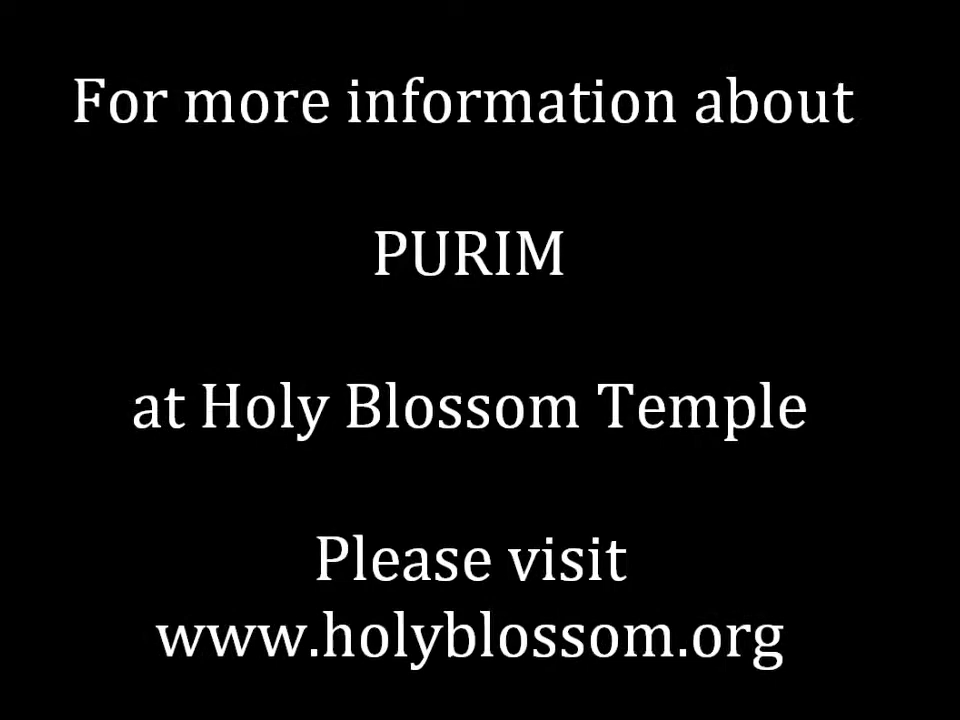 For more information about
PURIM
at Holy Blossom Temple
Please visit
www.holyblossom.org